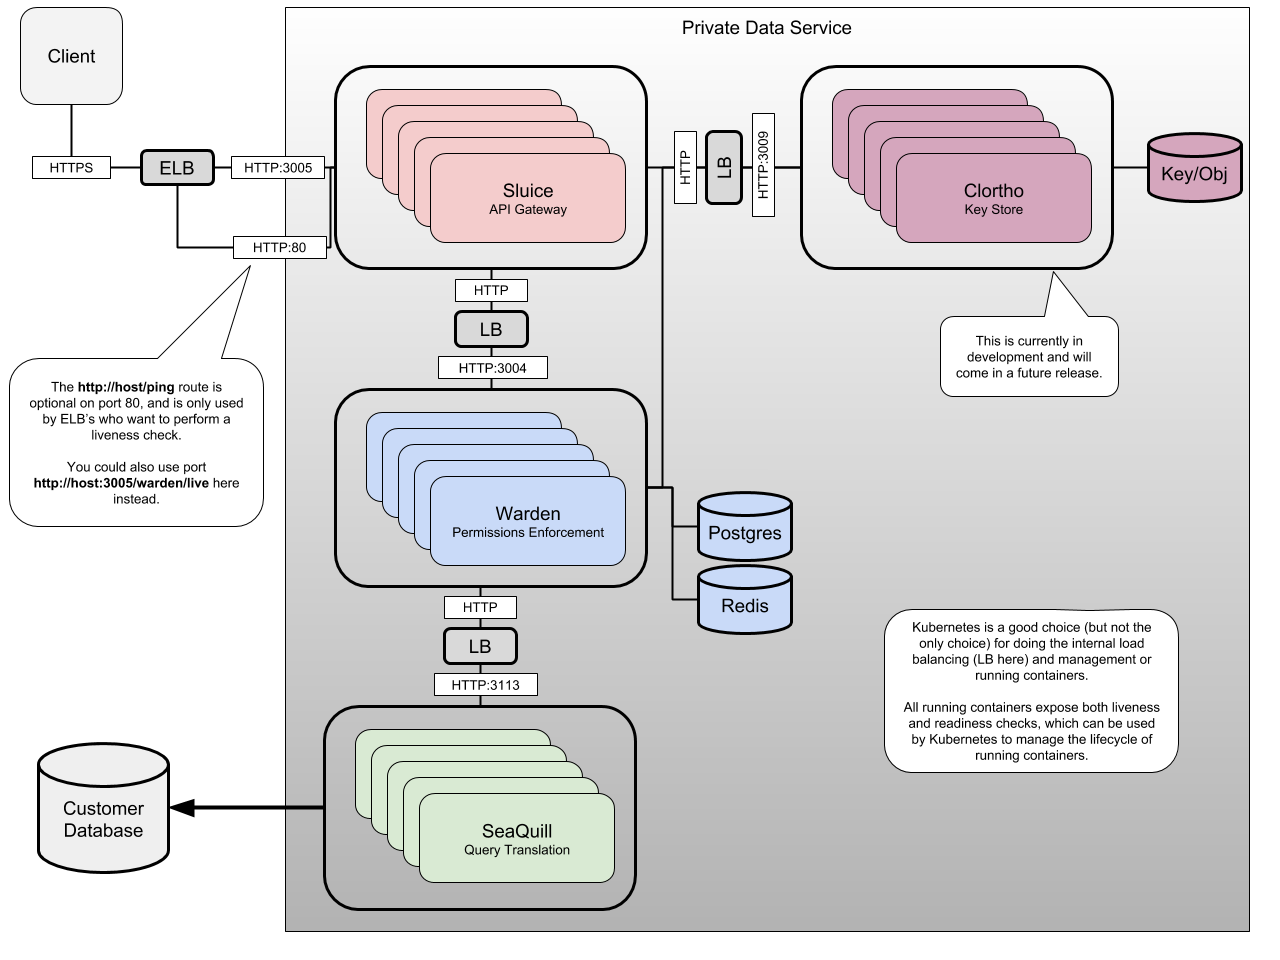 Private Data Service
Client
HTTPS
ELB
HTTP:3005
HTTP:80
Sluice
API Gateway
HTTP
LB
HTTP:3009
Clortho
Key Store
Key/Obj
HTTP
LB
HTTP:3004
This is currently in
development and will
come in a future release.
The http://host/ping route is
optional on port 80, and is only used
by ELB's who want to perform a
liveness check.
You could also use port
http://host:3005/warden/live here
instead.
Warden
Permissions Enforcement
Postgres
Redis
HTTP
LB
HTTP:3113
Kubernetes is a good choice (but not the
only choice) for doing the internal load
balancing (LB here) and management or
running containers.
All running containers expose both liveness
and readiness checks, which can be used
by Kubernetes to manage the lifecycle of
running containers.
Customer
Database
SeaQuill
Query Translation